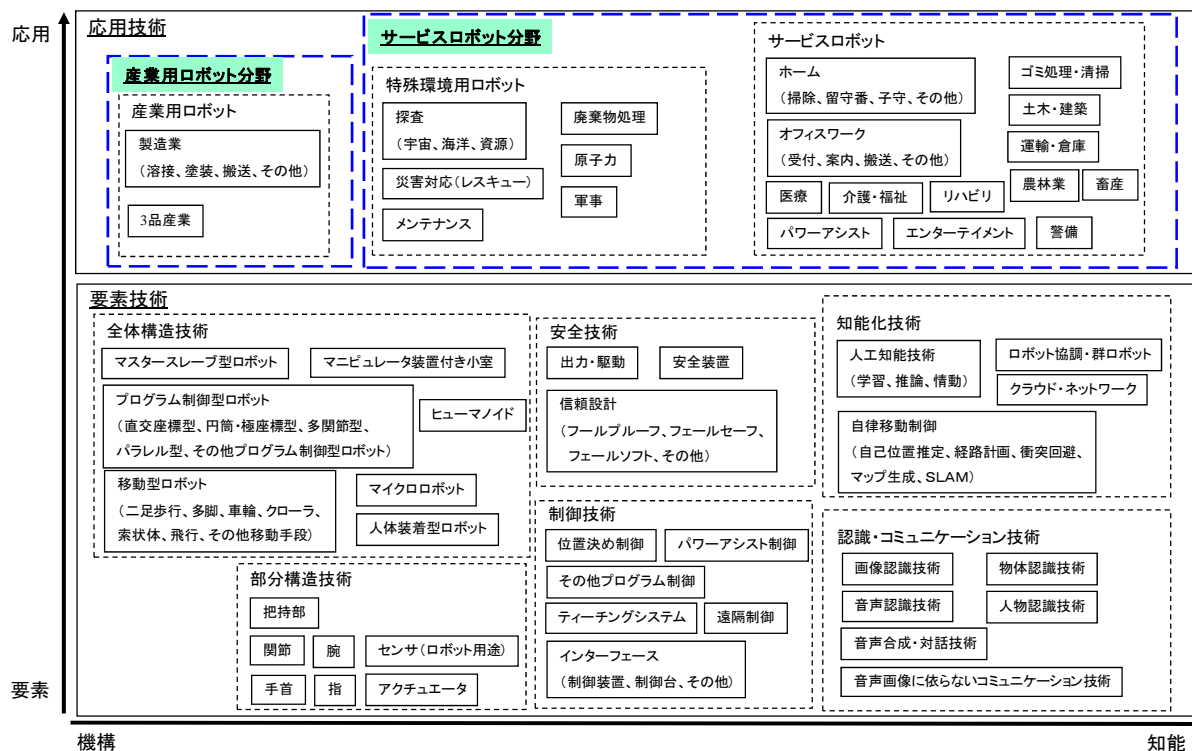 応用
応用技術
産業用ロボット分野
産業用ロボット
製造業
(溶接、塗装、搬送、その他)
3品産業
サービスロボット分野
特殊環境用ロボット
探査
(宇宙、海洋、資源)
災害対応(レスキュー)
メンテナンス
廃棄物処理
原子力
軍事
サービスロボット
ホーム
(掃除、留守番、子守、その他)
オフィスワーク
(受付、案内、搬送、その他)
医療
介護・福祉
リハビリ
パワーアシスト
エンターテイメント
ゴミ処理・清掃
土木・建築
運輸・倉庫
農林業
畜産
警備
要素技術
全体構造技術
マスタースレーブ型ロボット
マニピュレータ装置付き小室
プログラム制御型ロボット
(直交座標型、円筒・極座標型、多関節型、
パラレル型、その他プログラム制御型ロボット)
ヒューマノイド
移動型ロボット
(二足歩行、多脚、車輪、クローラ、
索状体、飛行、その他移動手段)
マイクロロボット
人体装着型ロボット
部分構造技術
把持部
関節
腕
センサ(ロボット用途)
手首
指
アクチュエータ
安全技術
出力・駆動
安全装置
信頼設計
(フールプルーフ、フェールセーフ、
フェールソフト、その他)
制御技術
位置決め制御
パワーアシスト制御
その他プログラム制御
ティーチングシステム
遠隔制御
インターフェース
(制御装置、制御台、その他)
知能化技術
人工知能技術
(学習、推論、情動)
ロボット協調・群ロボット
クラウド・ネットワーク
自律移動制御
(自己位置推定、経路計画、衝突回避、
マップ生成、SLAM)
認識・コミュニケーション技術
画像認識技術
物体認識技術
音声認識技術
人物認識技術
音声合成・対話技術
音声画像に依らないコミュニケーション技術
要素
機構
知能